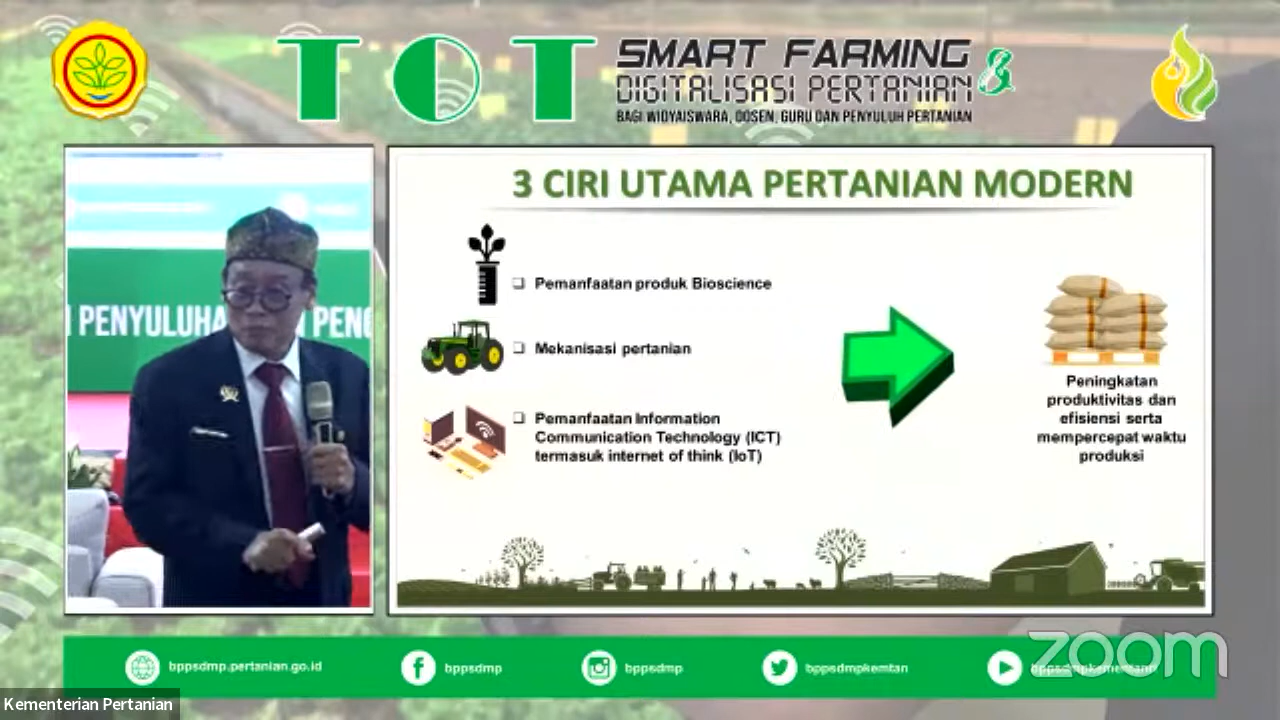 TOT
SMART FARMING
DIGITALISASI PERTANIAN &
BAGI WIDYAISWARA, DOSEN, GURU DAN PENYULUH PERTANIAN
PENYULUHA
PENG
3 CIRI UTAMA PERTANIAN MODERN
❑ Pemanfaatan produk Bioscience
❑ Mekanisasi pertanian
❑ Pemanfaatan Information
Communication Technology (ICT)
termasuk internet of think (IoT)
Peningkatan
produktivitas dan
efisiensi serta
mempercepat waktu
produksi
bppsdmp.pertanian.go.id
bppsdmp
bppsdmp
bppsdmpkemtan
bppsdmpkementan
zoom
Kementerian Pertanian